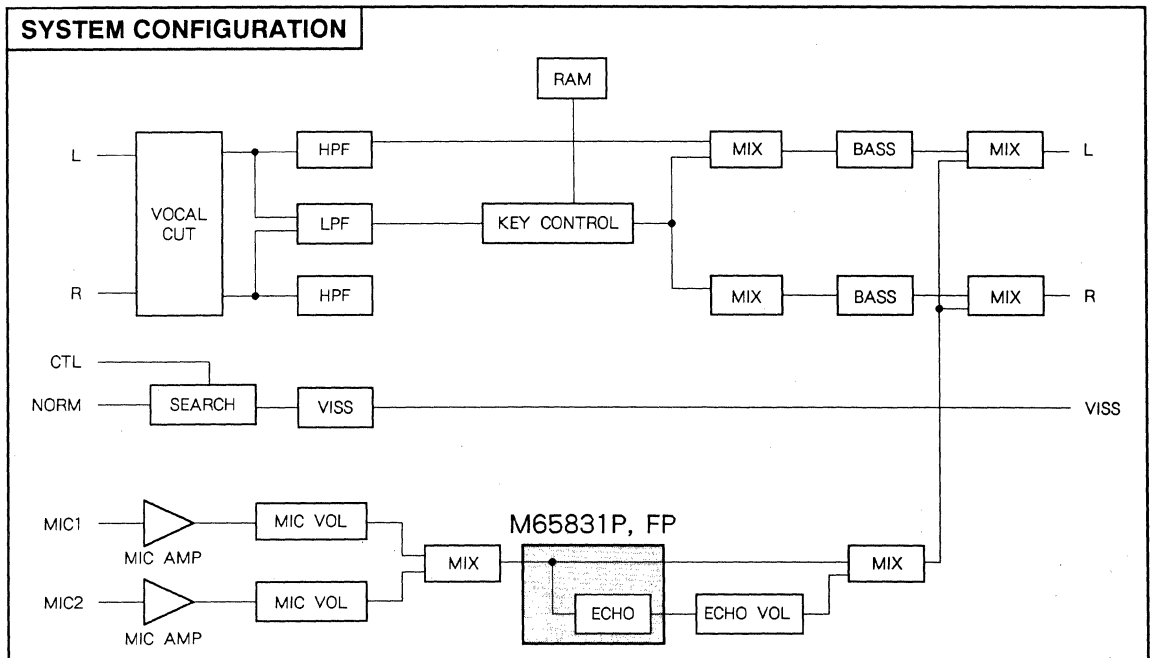 SYSTEM CONFIGURATION
RAM
L
VOCAL
CUT
HPF
MIX
BASS
MIX
L
LPF
KEY CONTROL
R
HPF
MIX
BASS
MIX
R
CTL
NORM
SEARCH
VISS
VISS
MIC1
MIC AMP
MIC VOL
M65831P, FP
MIX
MIX
MIC2
MIC AMP
MIC VOL
ECHO
ECHO VOL